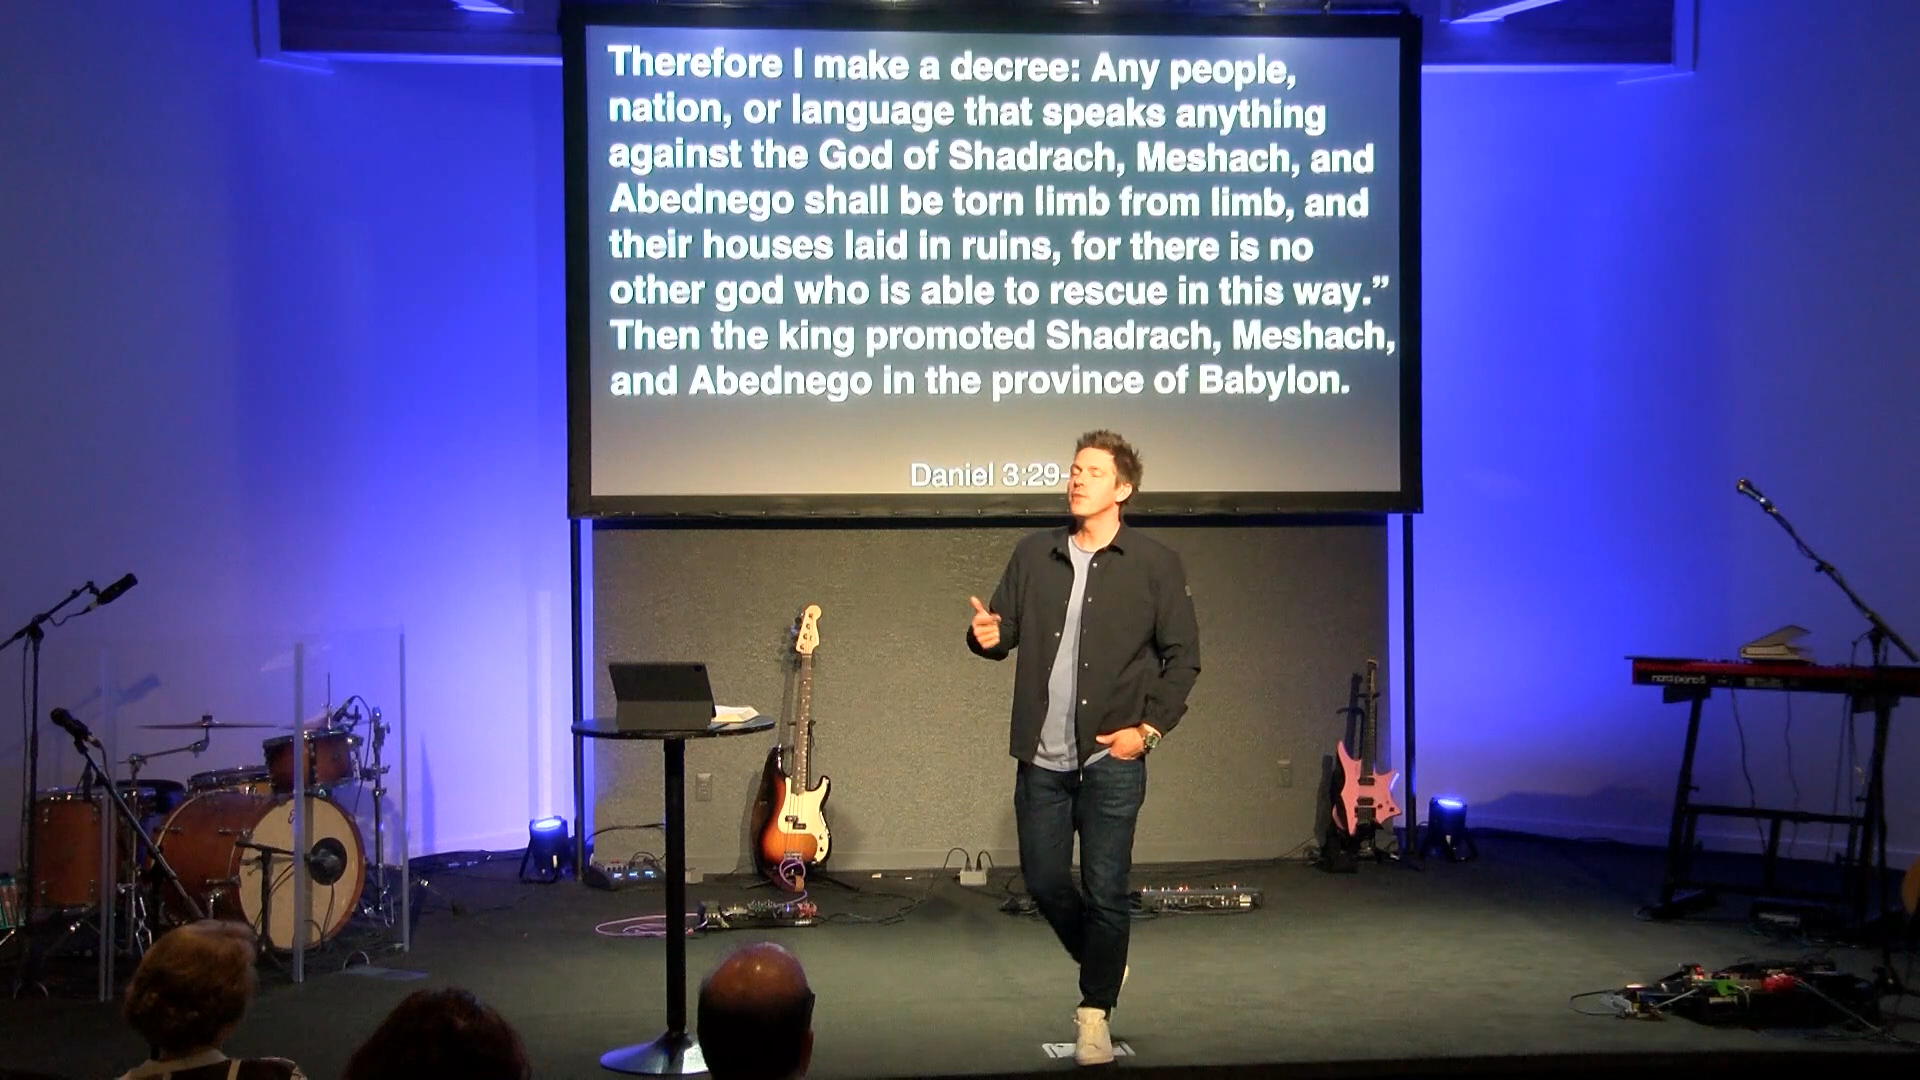 Therefore I make a decree: Any people,
nation, or language that speaks anything
against the God of Shadrach, Meshach, and
Abednego shall be torn limb from limb, and
their houses laid in ruins, for there is no
other god who is able to rescue in this way.”
Then the king promoted Shadrach, Meshach,
and Abednego in the province of Babylon.
Daniel 3:29-
nord piano 5